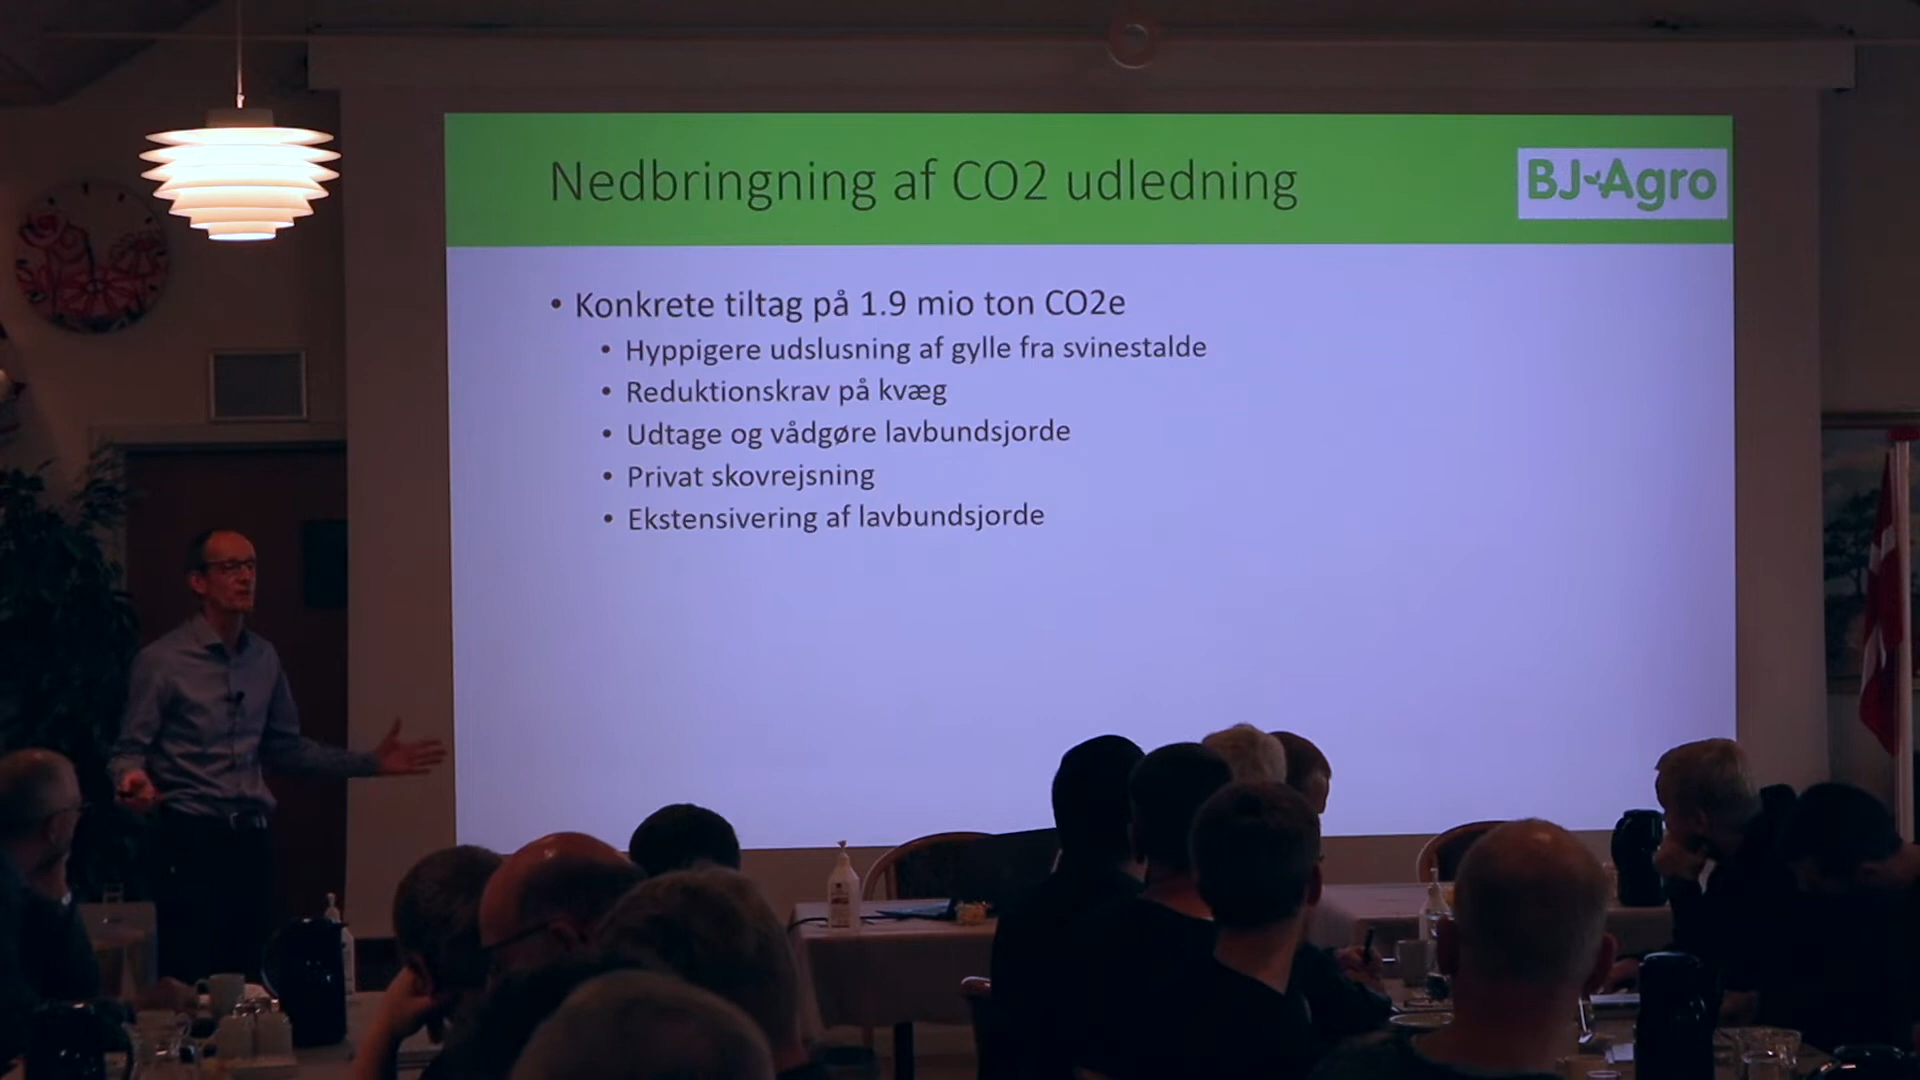 Nedbringning af CO2 udledning
BJ-Agro
• Konkrete tiltag på 1.9 mio ton CO2e
• Hyppigere udslusning af gylle fra svinestalde
• Reduktionskrav på kvæg
• Udtage og vådgøre lavbundsjorde
• Privat skovrejsning
• Ekstensivering af lavbundsjorde